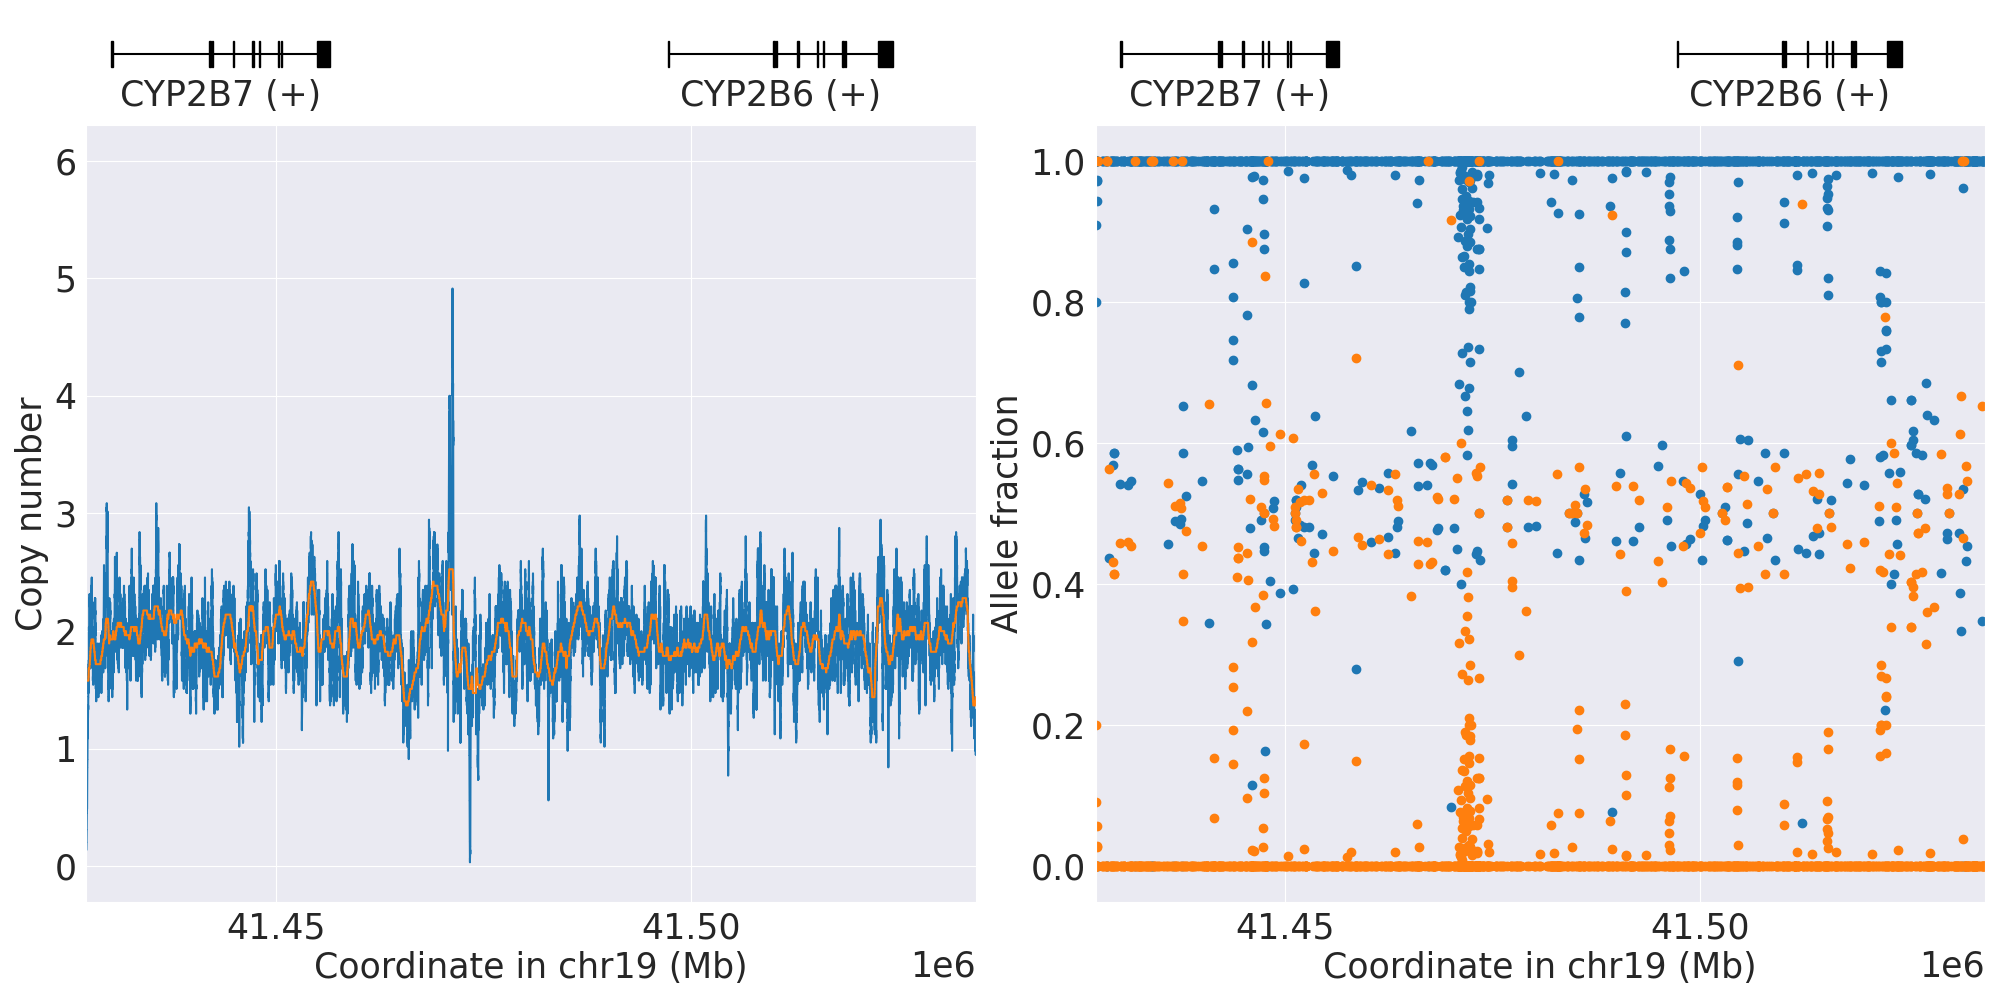 CYP2B7 (+)
CYP2B6 (+)
CYP2B7 (+)
CYP2B6 (+)
6
5
4
3
2
1
0
Copy number
41.45
41.50
Coordinate in chr19 (Mb)
1e6
1.0
0.8
0.6
0.4
0.2
0.0
Allele fraction
41.45
41.50
Coordinate in chr19 (Mb)
1e6